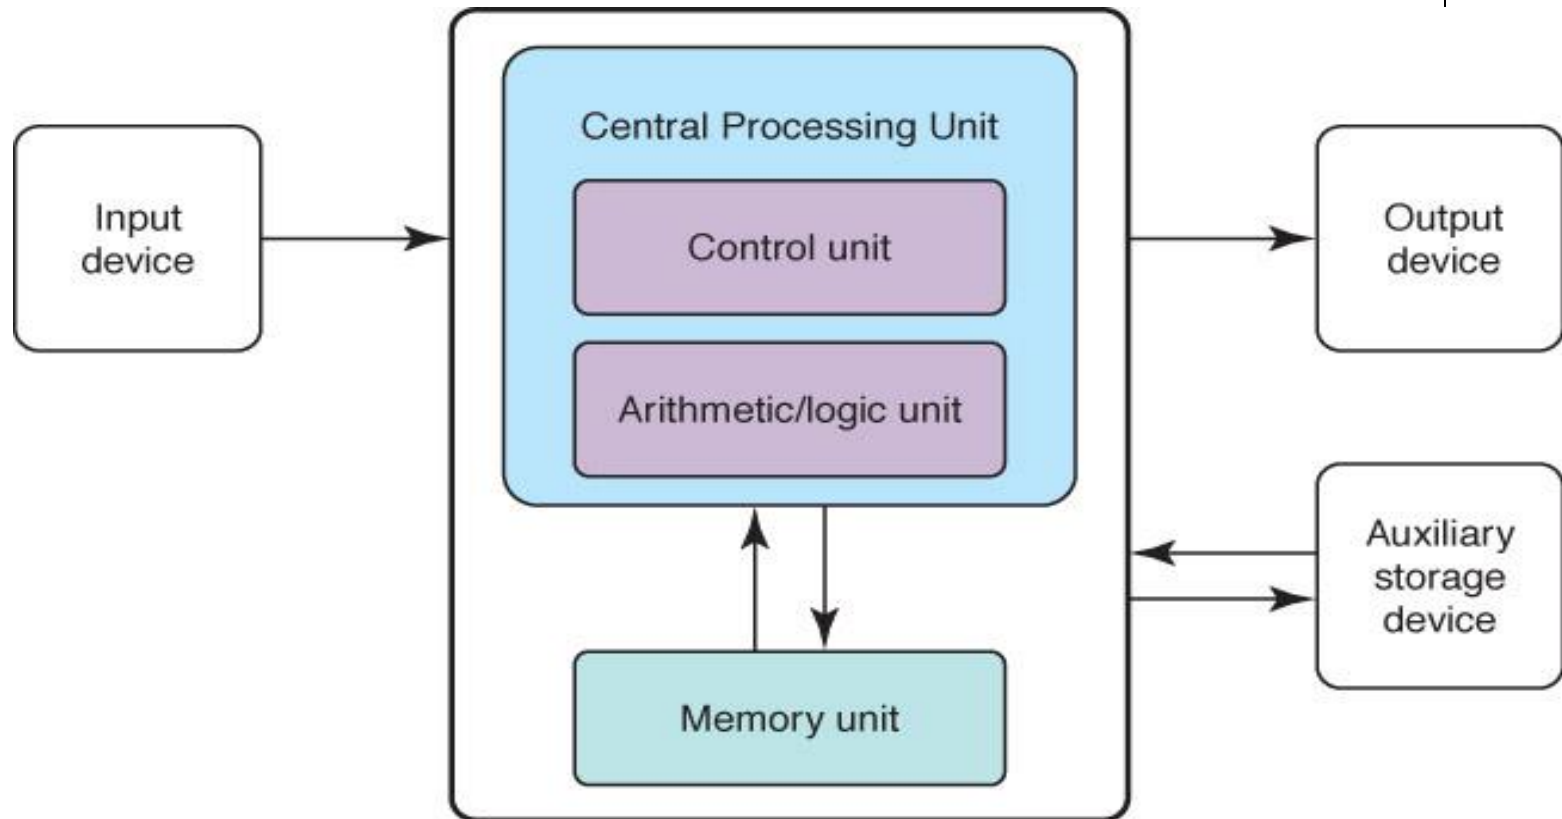 Central Processing Unit
Input
device
Control unit
Output
device
Arithmetic/logic unit
Auxiliary
storage
device
Memory unit